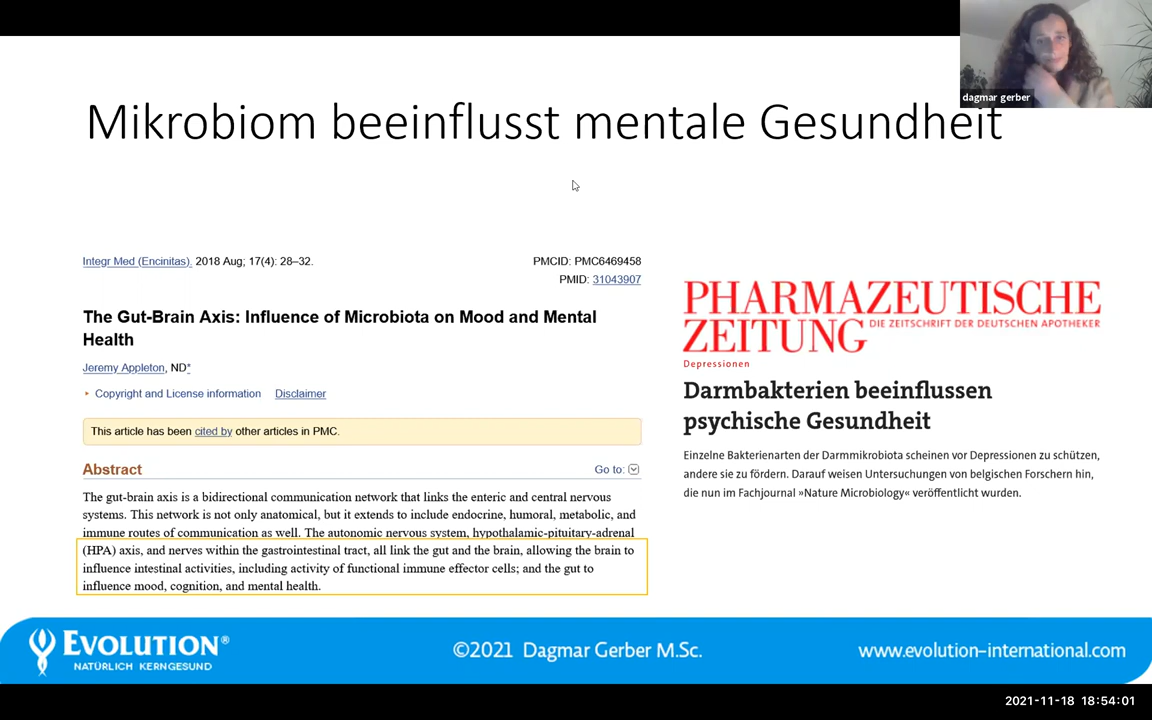 dagmar gerber
Mikrobiom beeinflusst mentale Gesundheit
Integr Med (Encinitas). 2018 Aug; 17(4): 28–32.
PMCID: PMC6469458
PMID: 31043907
The Gut-Brain Axis: Influence of Microbiota on Mood and Mental
Health
Jeremy Appleton, ND*
Copyright and License information Disclaimer
This article has been cited by other articles in PMC.
Abstract
Go to:
The gut-brain axis is a bidirectional communication network that links the enteric and central nervous
systems. This network is not only anatomical, but it extends to include endocrine, humoral, metabolic, and
immune routes of communication as well. The autonomic nervous system, hypothalamic-pituitary-adrenal
(HPA) axis, and nerves within the gastrointestinal tract, all link the gut and the brain, allowing the brain to
influence intestinal activities, including activity of functional immune effector cells; and the gut to
influence mood, cognition, and mental health.
PHARMAZEUTISCHE
ZEITUNG
DIE ZEITSCHRIFT DER DEUTSCHEN APOTHEKER
Depressionen
Darmbakterien beeinflussen
psychische Gesundheit
Einzelne Bakterienarten der Darmmikrobiota scheinen vor Depressionen zu schützen,
andere sie zu fördern. Darauf weisen Untersuchungen von belgischen Forschern hin,
die nun im Fachjournal »Nature Microbiology« veröffentlicht wurden.
EVOLUTION®
NATÜRLICH KERNGESUND
©2021 Dagmar Gerber M.Sc.
www.evolution-international.com
2021-11-18 18:54:01